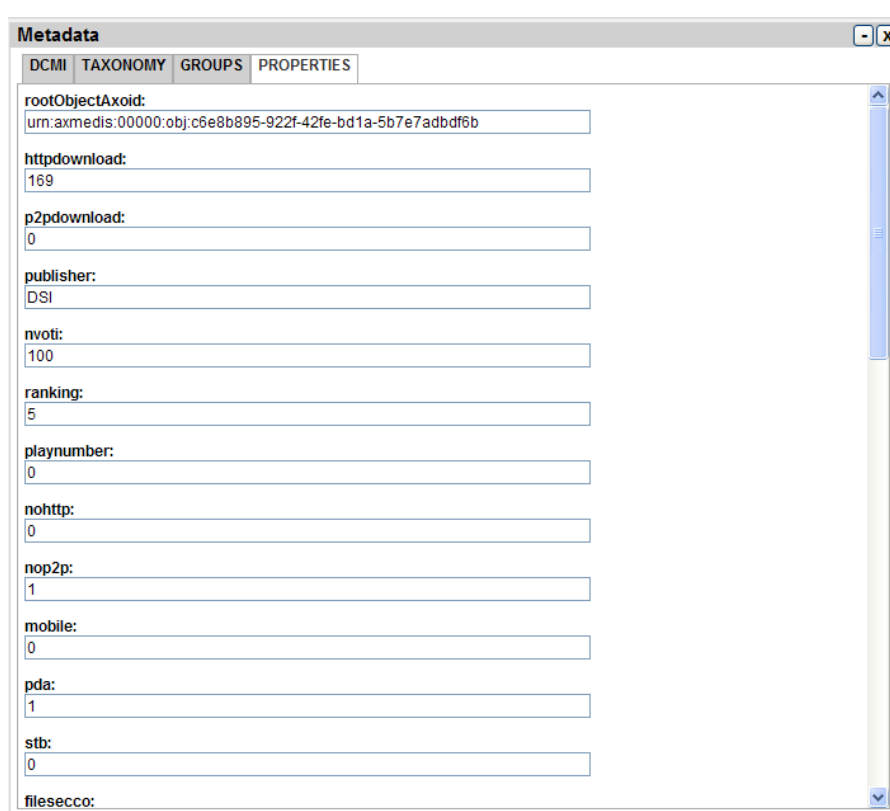 Metadata
- x
DCMI TAXONOMY GROUPS PROPERTIES
rootObjectAxoid:
urn:axmedis:00000:obj:c6e8b895-922f-42fe-bd1a-5b7e7adbdf6b
httpdownload:
169
p2pdownload:
0
publisher:
DSI
nvoti:
100
ranking:
5
playnumber:
0
nohttp:
0
nop2p:
1
mobile:
0
pda:
1
stb:
0
filesecco: